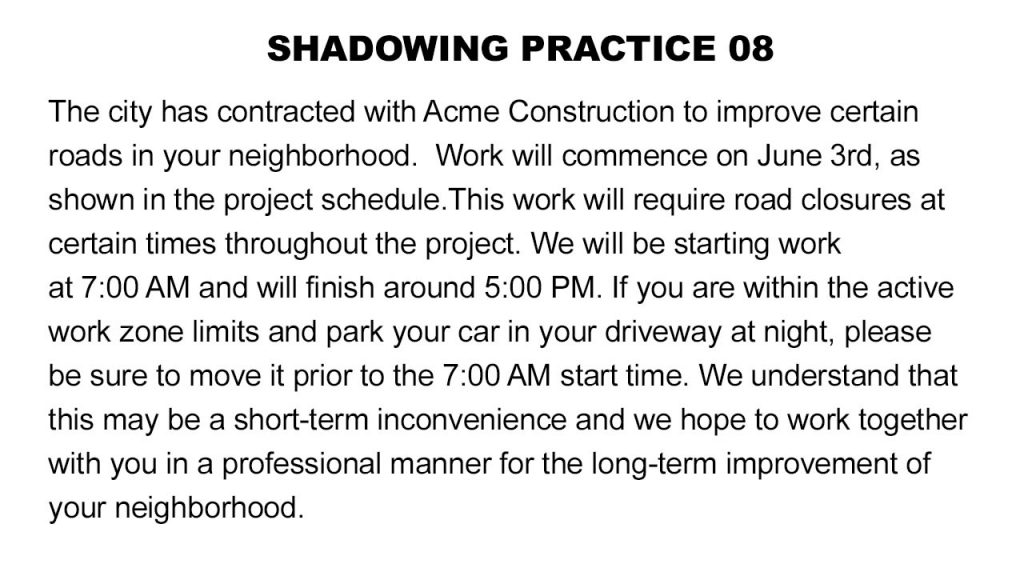 SHADOWING PRACTICE 08
The city has contracted with Acme Construction to improve certain
roads in your neighborhood.  Work will commence on June 3rd, as
shown in the project schedule.This work will require road closures at
certain times throughout the project. We will be starting work
at 7:00 AM and will finish around 5:00 PM. If you are within the active
work zone limits and park your car in your driveway at night, please
be sure to move it prior to the 7:00 AM start time. We understand that
this may be a short-term inconvenience and we hope to work together
with you in a professional manner for the long-term improvement of
your neighborhood.